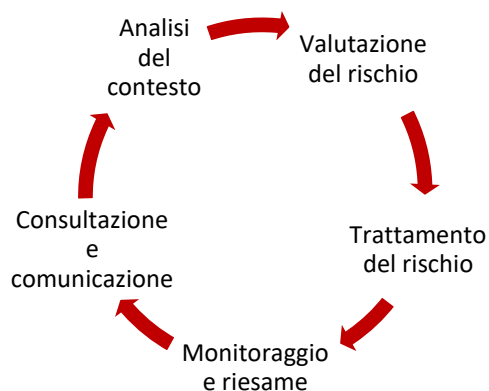 Analisi
del
contesto
Valutazione
del rischio
Trattamento
del rischio
Monitoraggio
e riesame
Consultazione
e
comunicazione